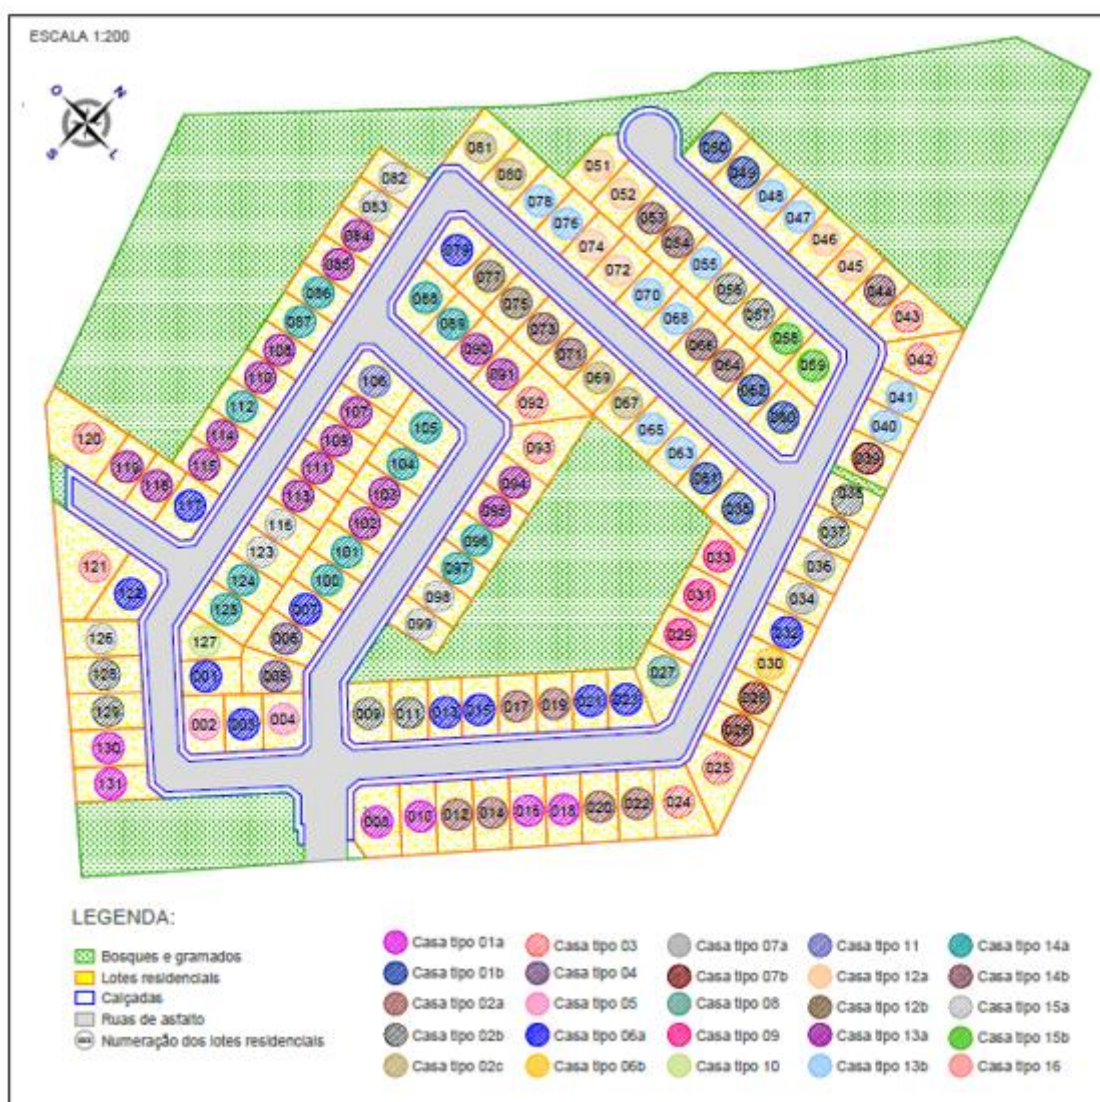 ESCALA 1:200
O N
S L
081 050
080 051 049
082 078 052 048
083 076 053 047
084 079 074 054 046
085 077 072 055 045
086 088 075 070 056 044
087 089 073 068 057 043
108 090 071 066 058 042
110 106 091 069 064 059 041
112 107 092 067 062 060 040
114 109 105 093 065 039
115 111 104 094 063 038
120 113 103 095 061 037
119 116 102 096 035 036
118 123 101 097 033 034
117 124 100 098 031 032
121 125 007 099 029 030
122 127 006 027 028
126 001 005 026
128 002 003 004 009 011 013 015 017 019 021 023 025
129
130 008 010 012 014 016 018 020 022 024
131
LEGENDA:
Bosques e gramados
Lotes residenciais
Calçadas
Ruas de asfalto
Numeração dos lotes residenciais
Casa tipo 01a
Casa tipo 01b
Casa tipo 02a
Casa tipo 02b
Casa tipo 02c
Casa tipo 03
Casa tipo 04
Casa tipo 05
Casa tipo 06a
Casa tipo 06b
Casa tipo 07a
Casa tipo 07b
Casa tipo 08
Casa tipo 09
Casa tipo 10
Casa tipo 11
Casa tipo 12a
Casa tipo 12b
Casa tipo 13a
Casa tipo 13b
Casa tipo 14a
Casa tipo 14b
Casa tipo 15a
Casa tipo 15b
Casa tipo 16